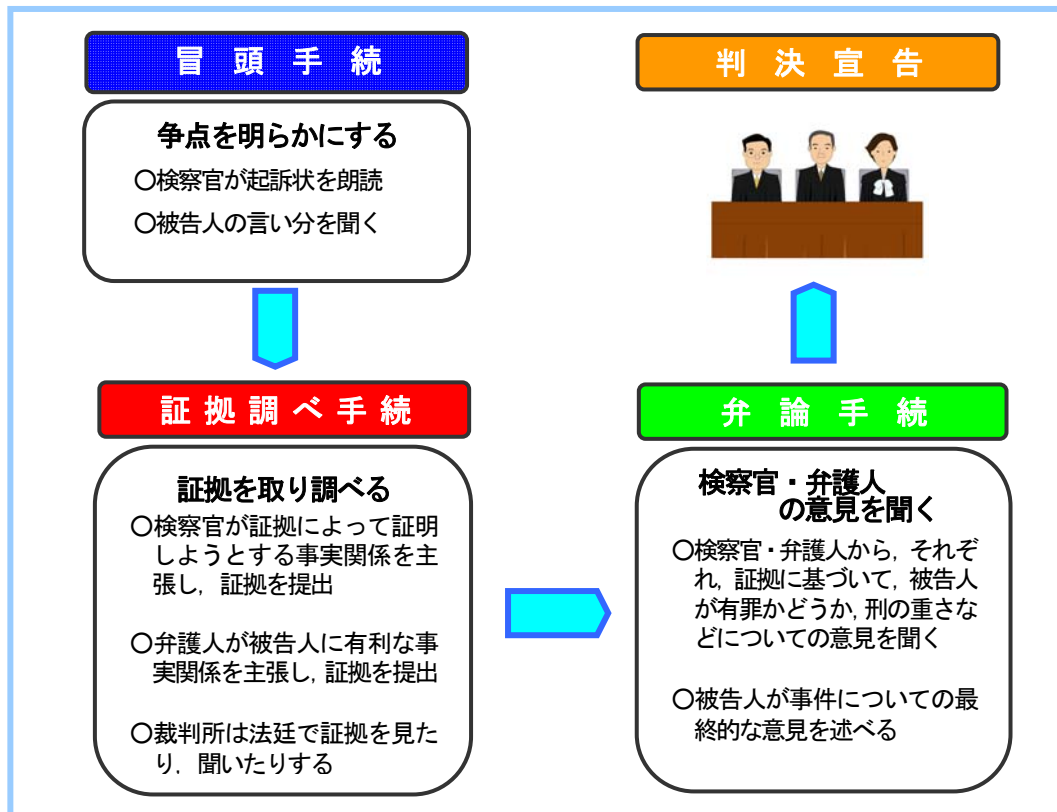 冒頭手続
争点を明らかにする
○検察官が起訴状を朗読
○被告人の言い分を聞く
証拠調べ手続
証拠を取り調べる
○検察官が証拠によって証明
しようとする事実関係を主
張し，証拠を提出
○弁護人が被告人に有利な事
実関係を主張し，証拠を提出
○裁判所は法廷で証拠を見た
り，聞いたりする
弁論手続
検察官・弁護人
の意見を聞く
○検察官・弁護人から，それぞ
れ，証拠に基づいて，被告人
が有罪かどうか，刑の重さな
どについての意見を聞く
○被告人が事件についての最
終的な意見を述べる
判決宣告